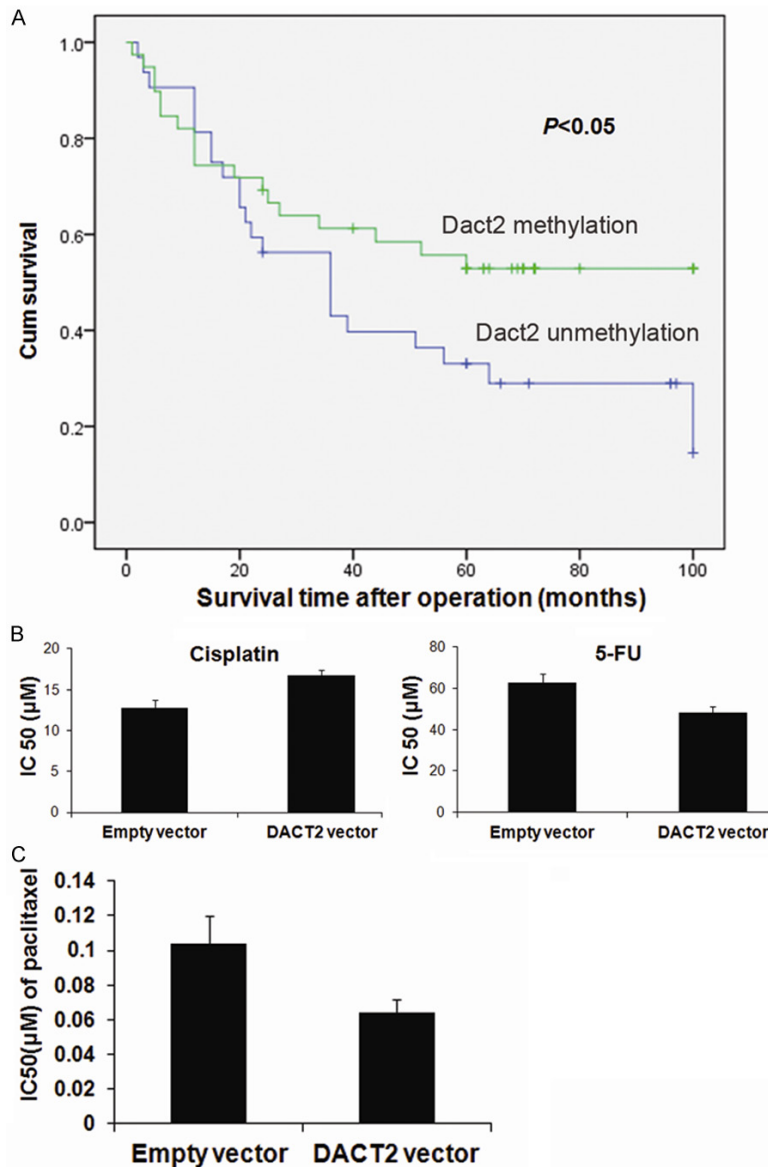 A
1.0
0.8
0.6
0.4
0.2
0.0
Cum survival
P<0.05
Dact2 methylation
Dact2 unmethylation
0 20 40 60 80 100
Survival time after operation (months)
B
Cisplatin
IC 50 (μM)
20
15
10
5
0
Empty vector DACT2 vector
5-FU
IC 50 (μM)
80
60
40
20
0
Empty vector DACT2 vector
C
IC50(μM) of paclitaxel
0.14
0.12
0.1
0.08
0.06
0.04
0.02
0
Empty vector DACT2 vector